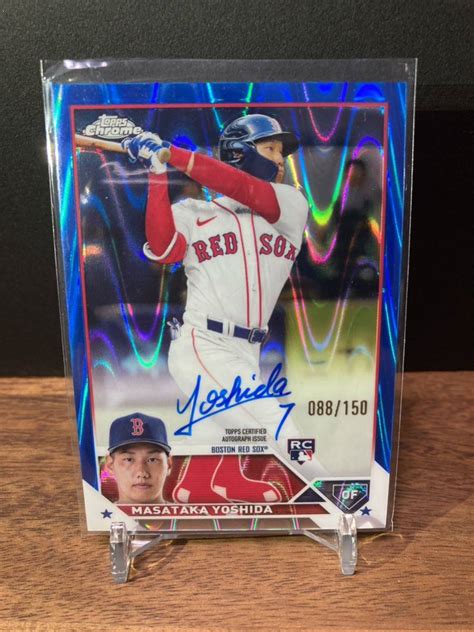 TOPPS
Chrome
RED SOX
Yoshida
7
088/150
TOPPS CERTIFIED
AUTOGRAPH ISSUE
BOSTON RED SOX®
RC
B
MASATAKA YOSHIDA
OF